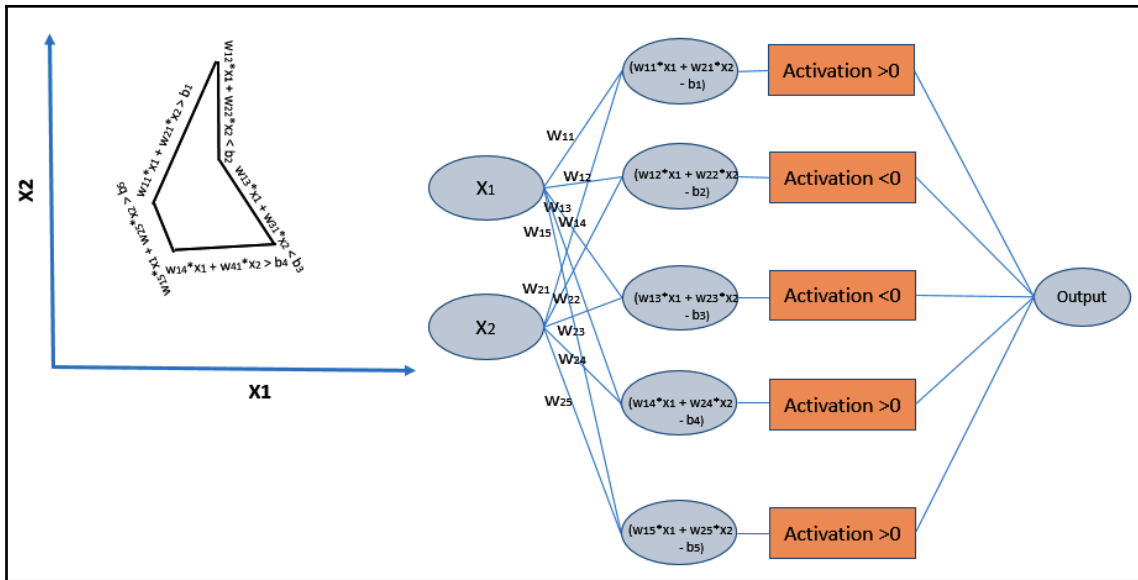 X2
X1
w11*x1 + w21*x2 > b1
w12*x1 + w22*x2 < b2
w13*x1 + w31*x2 < b3
w14*x1 + w41*x2 > b4
w15*x1 + w25*x2 > b5
X1
X2
w11
w12
w13
w14
w15
w21
w22
w23
w24
w25
(w11*x1 + w21*x2
- b1)
Activation >0
(w12*x1 + w22*x2
- b2)
Activation <0
(w13*x1 + w23*x2
- b3)
Activation <0
(w14*x1 + w24*x2
- b4)
Activation >0
(w15*x1 + w25*x2
- b5)
Activation >0
Output